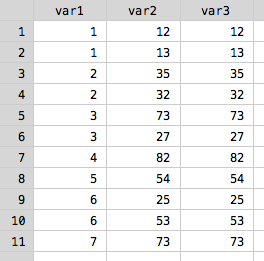 var1 var2 var3
1 1 12 12
2 1 13 13
3 2 35 35
4 2 32 32
5 3 73 73
6 3 27 27
7 4 82 82
8 5 54 54
9 6 25 25
10 6 53 53
11 7 73 73